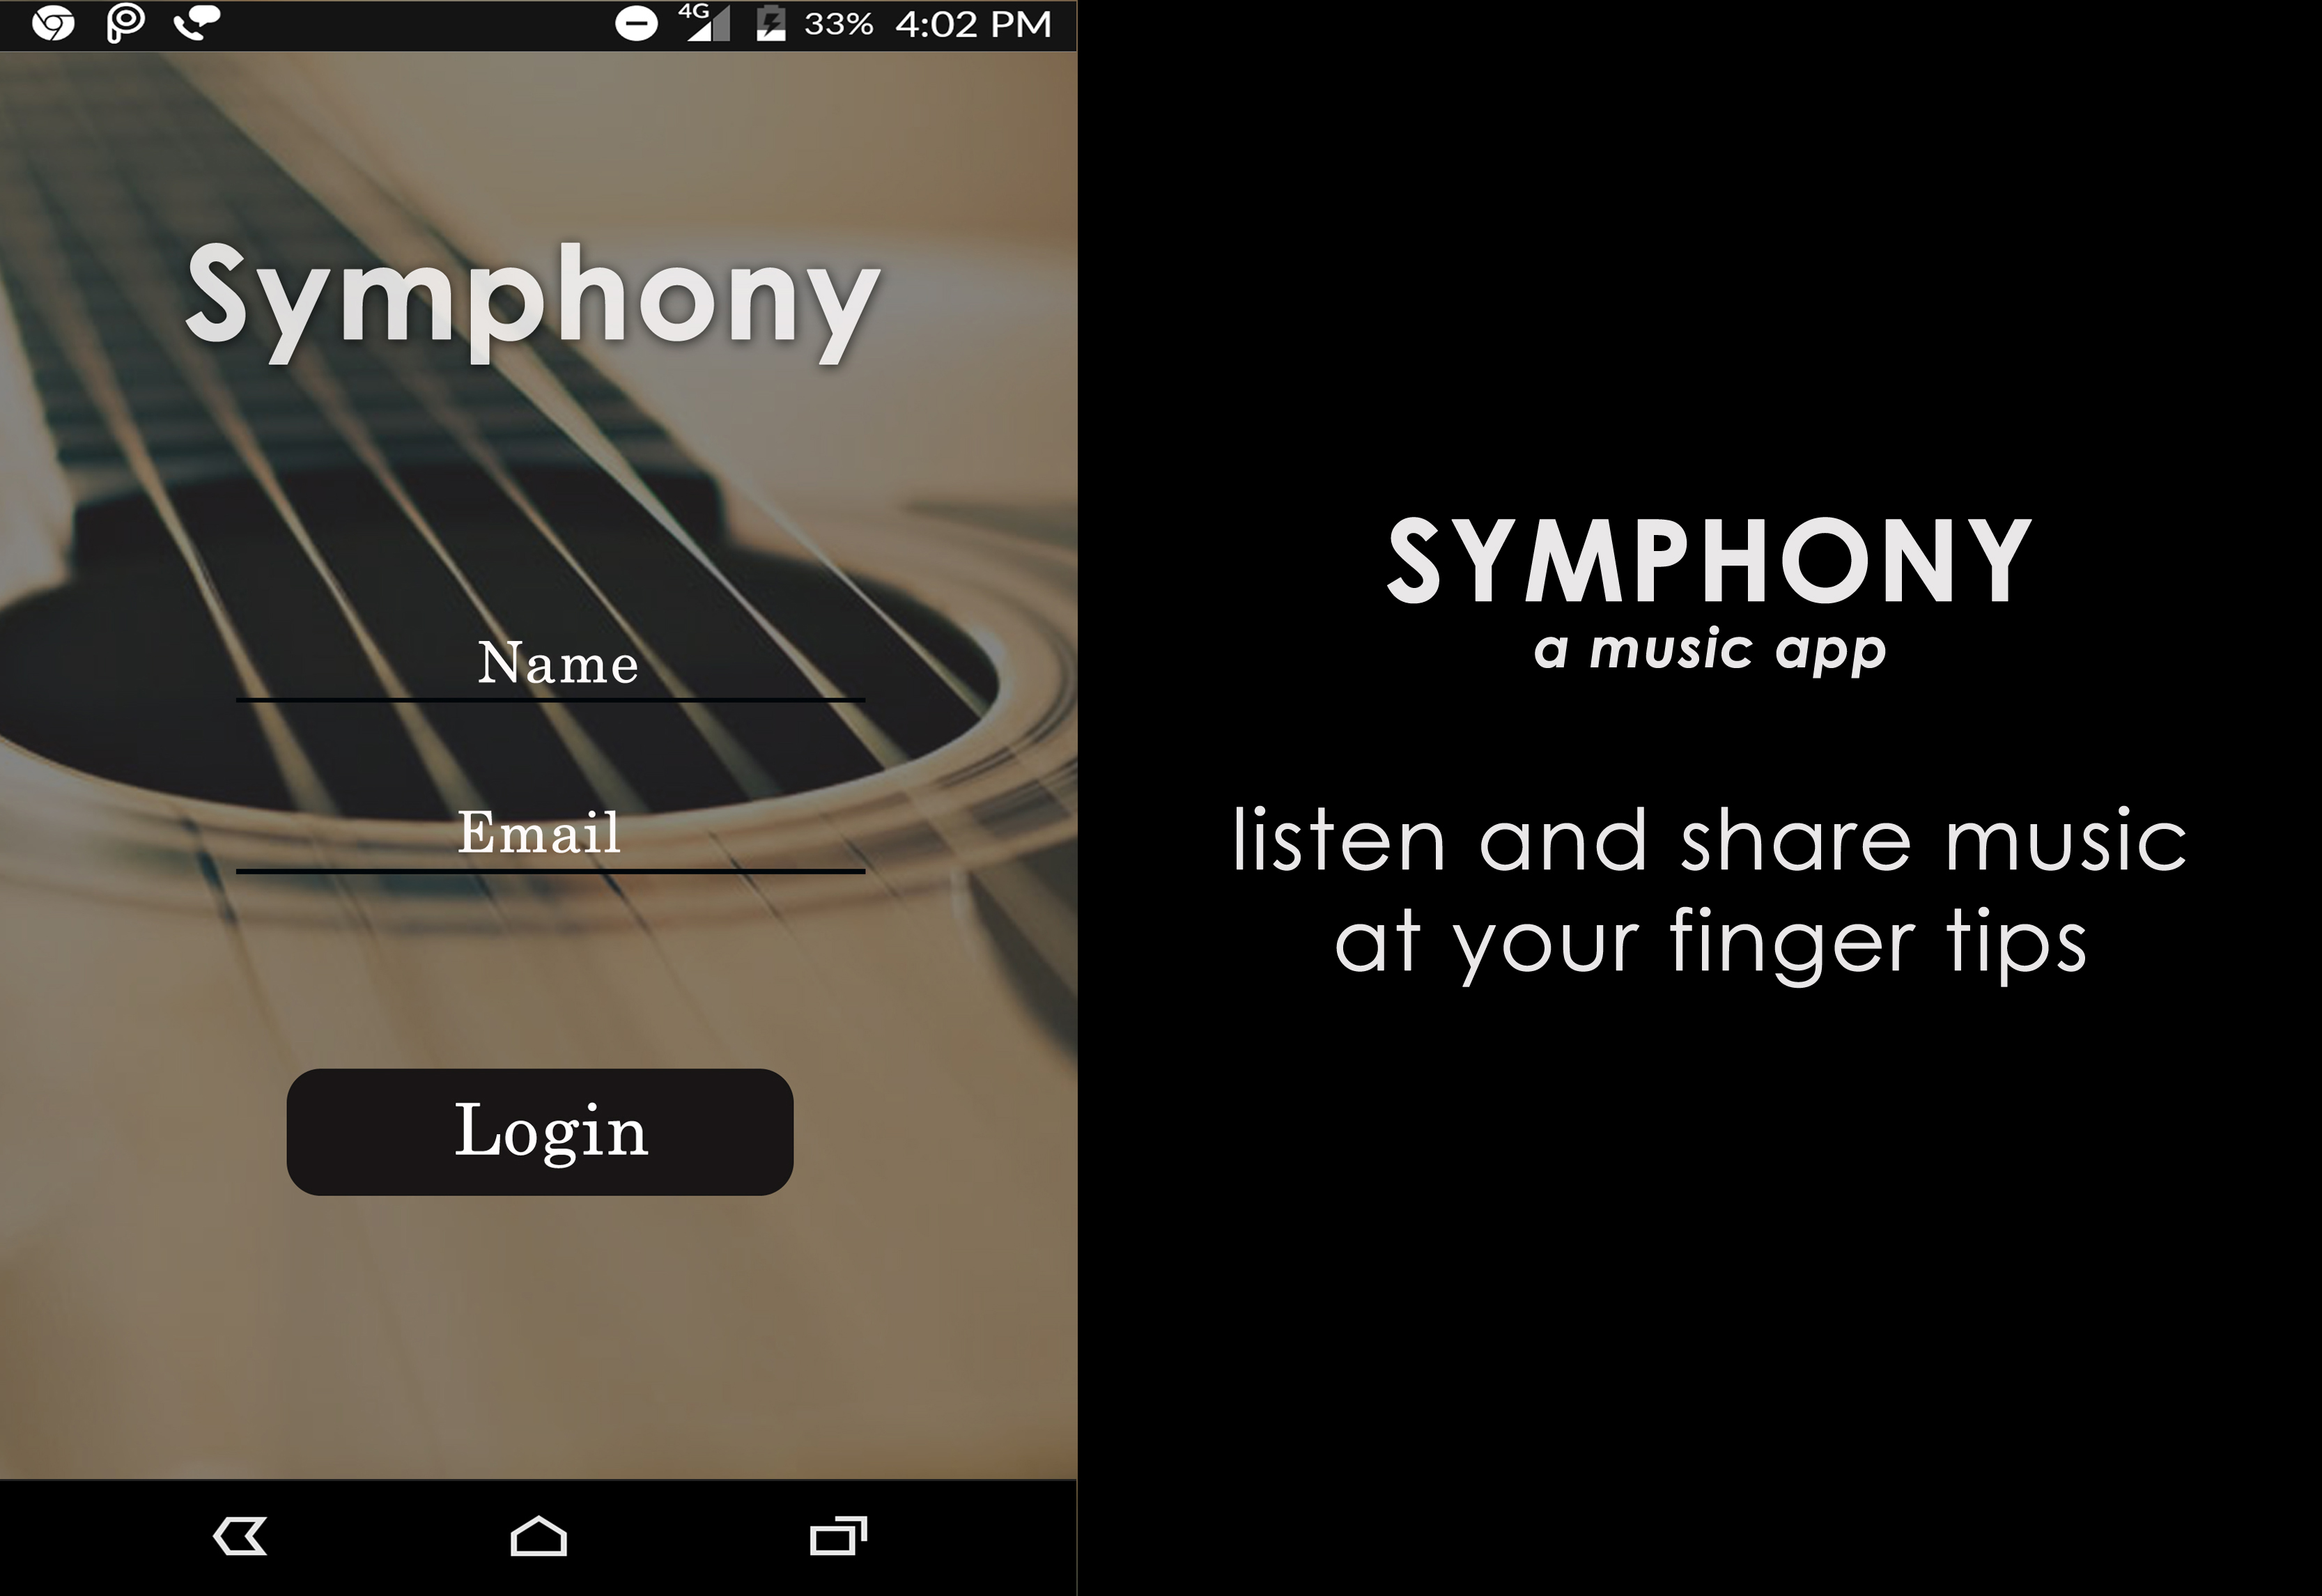 4G 33% 4:02 PM
Symphony
Name
Email
Login
SYMPHONY
a music app
listen and share music
at your finger tips